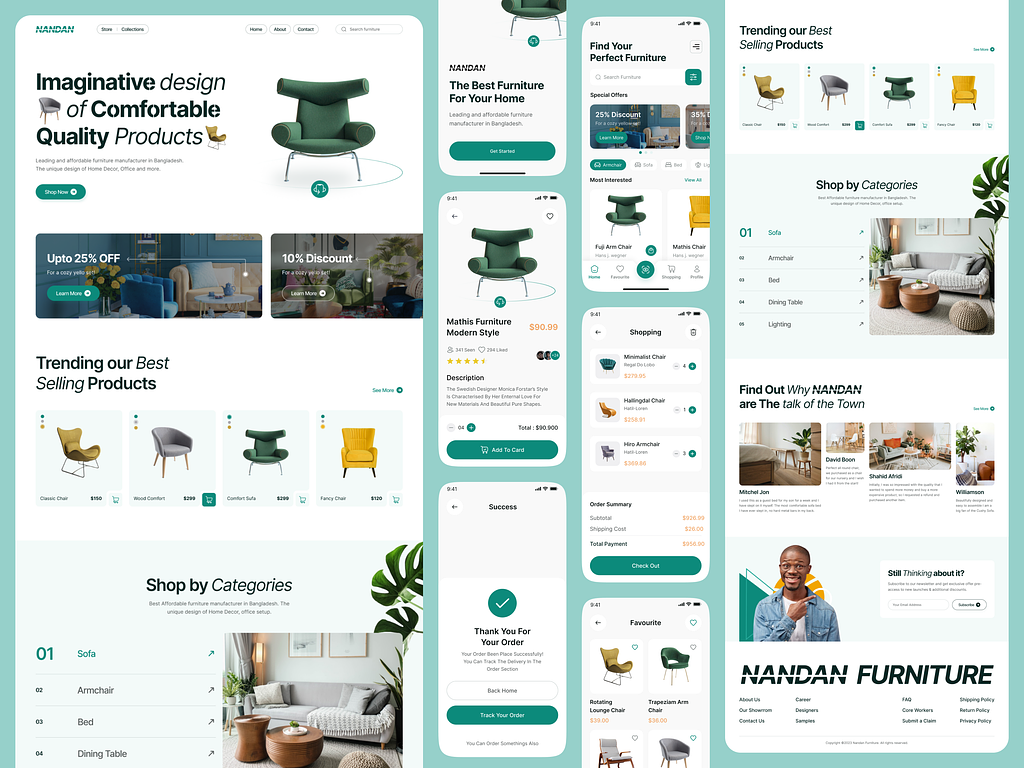 NANDAN
Store
Collections
Home
About
Contact
Search furniture
Imaginative design
of Comfortable
Quality Products
Leading and affordable furniture manufacturer in Bangladesh.
The unique design of Home Decor, Office and more.
Shop Now
Upto 25% OFF
For a cozy yello set!
Learn More
10% Discount
For a cozy yello set!
Learn More
Trending our Best
Selling Products
See More
Classic Chair
$150
Wood Comfort
$299
Comfort Sufa
$299
Fancy Chair
$120
Shop by Categories
Best Affordable furniture manufacturer in Bangladesh. The
unique design of Home Decor, office setup.
01
Sofa
02
Armchair
03
Bed
04
Dining Table
NANDAN
The Best Furniture
For Your Home
Leading and affordable furniture
manufacturer in Bangladesh.
Get Started
9:41
Mathis Furniture
Modern Style
$90.99
341 Seen
294 Liked
Description
The Swedish Designer Monica Forstar's Style
Is Characterised By Her Enternal Love For
New Materials And Beautiful Pure Shapes.
04
Total : $90.900
Add To Card
9:41
Success
Thank You For
Your Order
Your Order Been Place Successfully!
You Can Track The Delivery In The
Order Section
Back Home
Track Your Order
You Can Order Somethings Also
9:41
Find Your
Perfect Furniture
Search Furniture
Special Offers
25% Discount
For a cozy yellow set!
Learn More
35% D
For a coz
Shop N
Armchair
Sofa
Bed
Lig
Most Interested
View All
Fuji Arm Chair
Hans j. wegner
Mathis Chair
Hans j. wegner
Home
Favourite
Shopping
Profile
9:41
Shopping
Minimalist Chair
Regal Do Lobo
$279.95
4
Hallingdal Chair
Hatil-Loren
$258.91
1
Hiro Armchair
Hatil-Loren
$369.86
3
Order Summary
Subtotal
$926.99
Shipping Cost
$26.00
Total Payment
$956.90
Check Out
9:41
Favourite
Rotating
Lounge Chair
$39.00
Trapeziam Arm
Chair
$36.00
Trending our Best
Selling Products
See More
Classic Chair
$150
Wood Comfort
$299
Comfort Sufa
$299
Fancy Chair
$120
Shop by Categories
Best Affordable furniture manufacturer in Bangladesh. The
unique design of Home Decor, office setup.
01
Sofa
02
Armchair
03
Bed
04
Dining Table
05
Lighting
Find Out Why NANDAN
are The talk of the Town
See More
Mitchel Jon
David Boon
Shahid Afridi
Williamson
Still Thinking about it?
Subscribe to our newsletter and get exclusive offer pre-
access to new launches & additional discounts.
Your Email Address
Subscribe
NANDAN FURNITURE
About Us
Career
FAQ
Shipping Policy
Our Showrrom
Designers
Core Workers
Return Policy
Contact Us
Samples
Submit a Claim
Privacy Policy
Copyright ©2023 Nandan Furniture. All rights reserved.